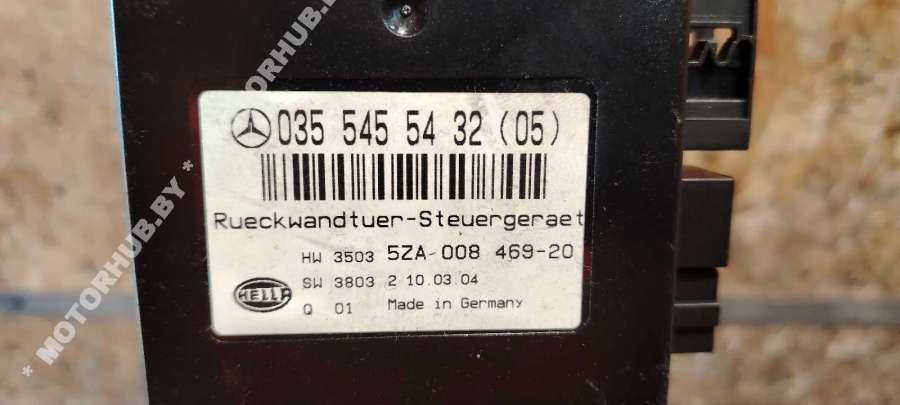 035 545 54 32 (05)
Rueckwandtuer-Steuergeraet
HW 3503 5ZA-008 469-20
SW 3803 2 10.03.04
HELLA
Q 01 Made in Germany
* MOTORHUB.BY *
* MOTORHUB.BY *